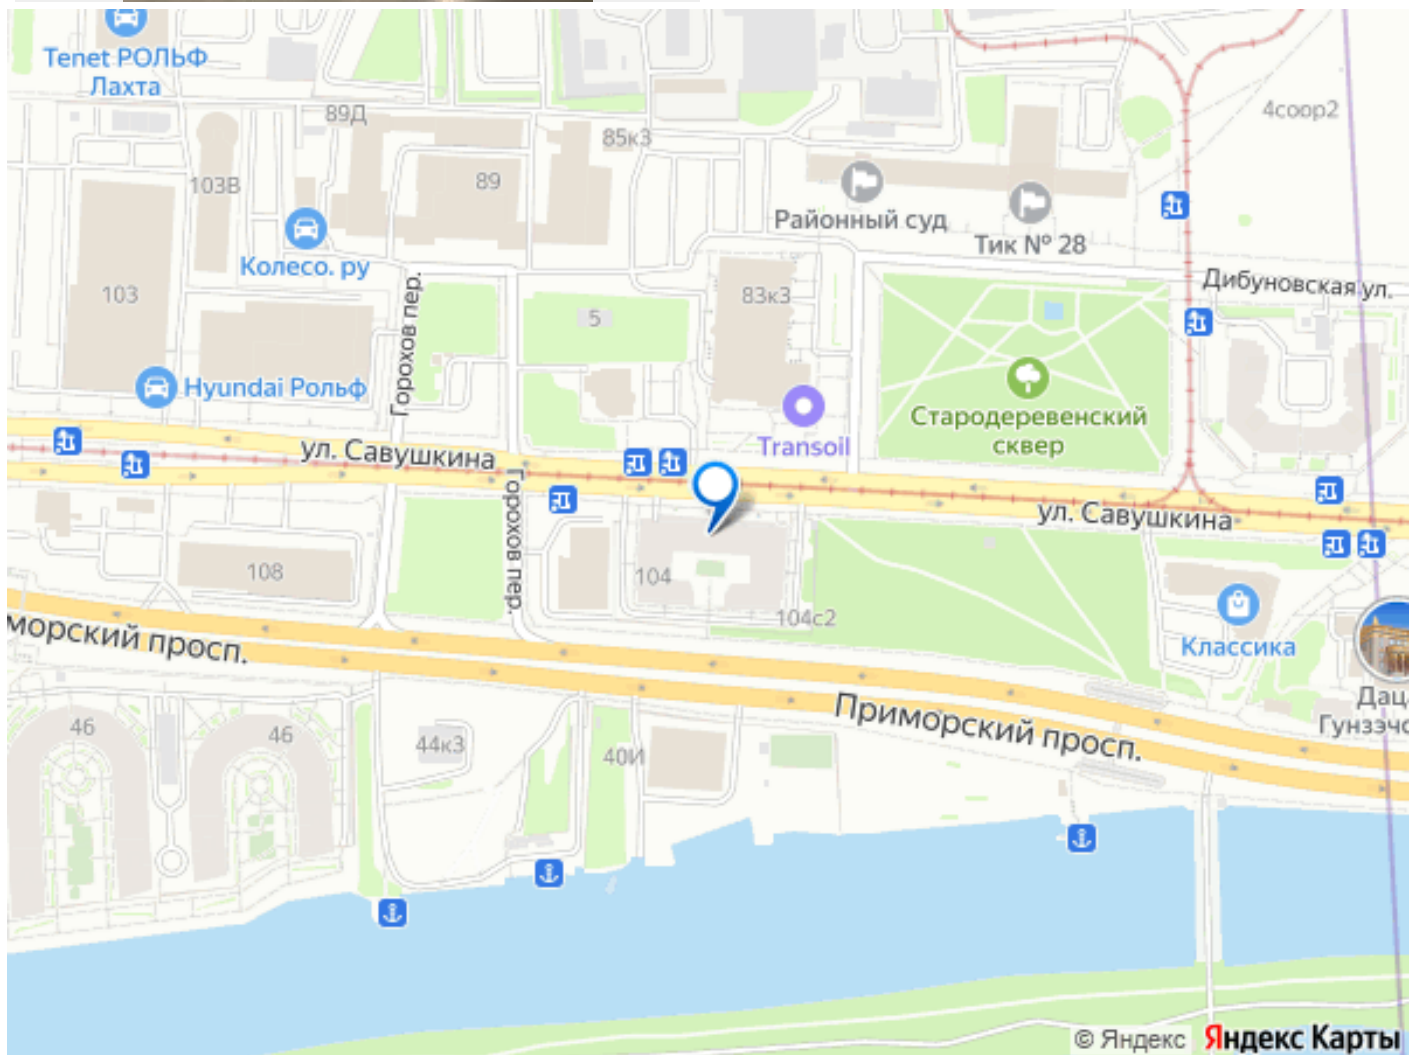 Tenet РОЛЬФ
Лахта
89Д
4соор2
85к3
103В
89
Районный суд
Тик № 28
Колесо. ру
Дибуновская ул.
103
Горохов пер.
5
83к3
Hyundai Рольф
Стародеревенский
сквер
Transoil
ул. Савушкина
ул. Савушкина
Горохов пер.
108
104
104с2
Классика
морский просп.
Дац
Гунзэчо
Приморский просп.
46
46
44к3
40И
© Яндекс Яндекс Карты